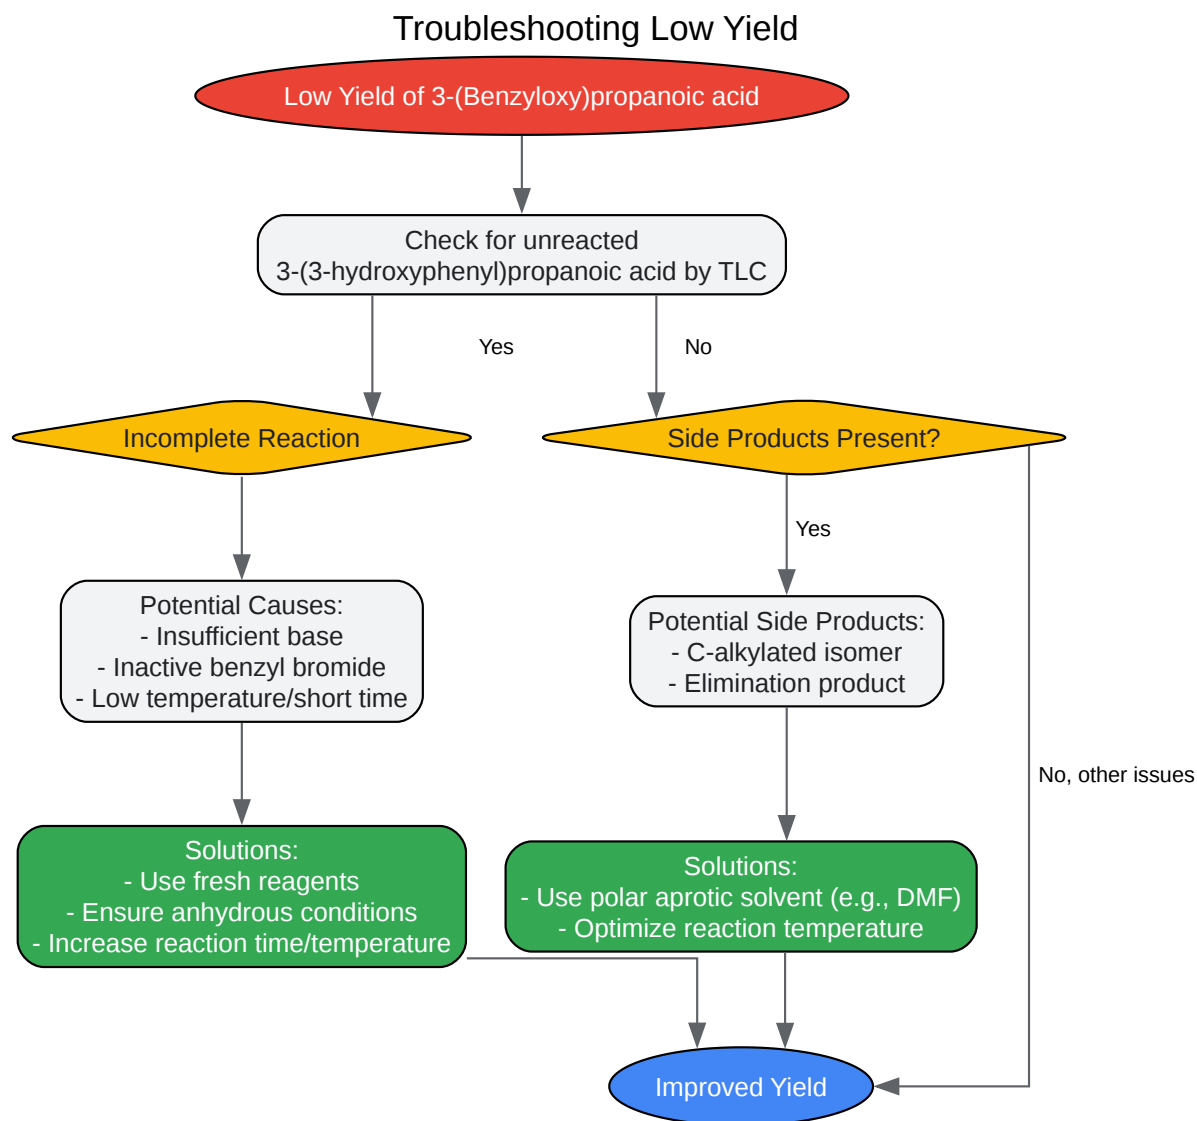 Troubleshooting Low Yield
Low Yield of 3-(Benzyloxy)propanoic acid
Check for unreacted
3-(3-hydroxyphenyl)propanoic acid by TLC
Yes
No
Incomplete Reaction
Side Products Present?
Yes
Potential Causes:
- Insufficient base
- Inactive benzyl bromide
- Low temperature/short time
Potential Side Products:
- C-alkylated isomer
- Elimination product
No, other issues
Solutions:
- Use fresh reagents
- Ensure anhydrous conditions
- Increase reaction time/temperature
Solutions:
- Use polar aprotic solvent (e.g., DMF)
- Optimize reaction temperature
Improved Yield